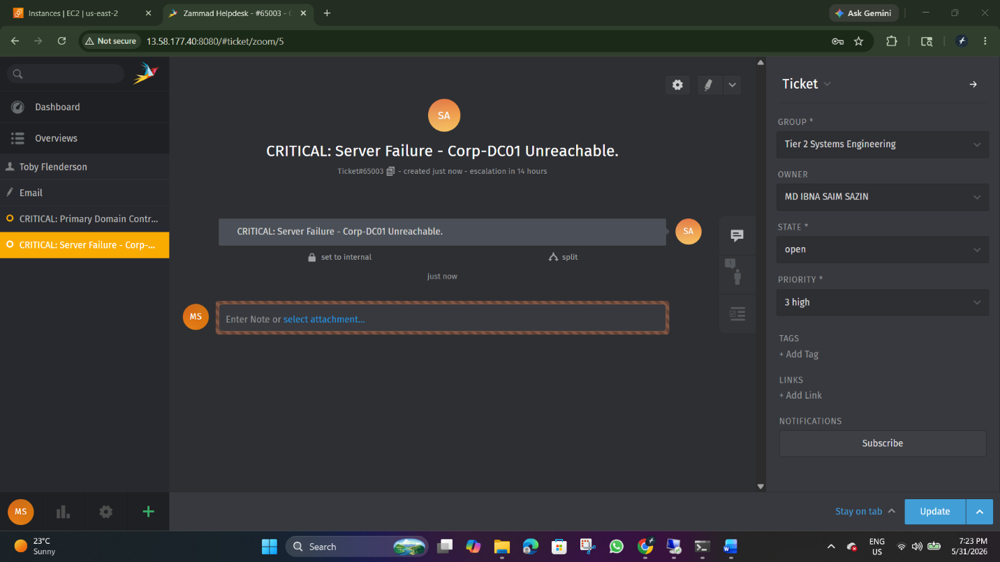 Instances | EC2 | us-east-2
Zammad Helpdesk - #65003 - C
Ask Gemini
Not secure
13.58.177.40:8080/#ticket/zoom/5
Dashboard
Overviews
Toby Flenderson
Email
CRITICAL: Primary Domain Contr...
CRITICAL: Server Failure - Corp-...
SA
CRITICAL: Server Failure - Corp-DC01 Unreachable.
Ticket#65003 - created just now - escalation in 14 hours
CRITICAL: Server Failure - Corp-DC01 Unreachable.
SA
set to internal
split
just now
MS
Enter Note or select attachment...
Ticket
GROUP *
Tier 2 Systems Engineering
OWNER
MD IBNA SAIM SAZIN
STATE *
open
PRIORITY *
3 high
TAGS
+ Add Tag
LINKS
+ Add Link
NOTIFICATIONS
Subscribe
MS
Stay on tab
Update
23°C
Sunny
Search
ENG
US
7:23 PM
5/31/2026